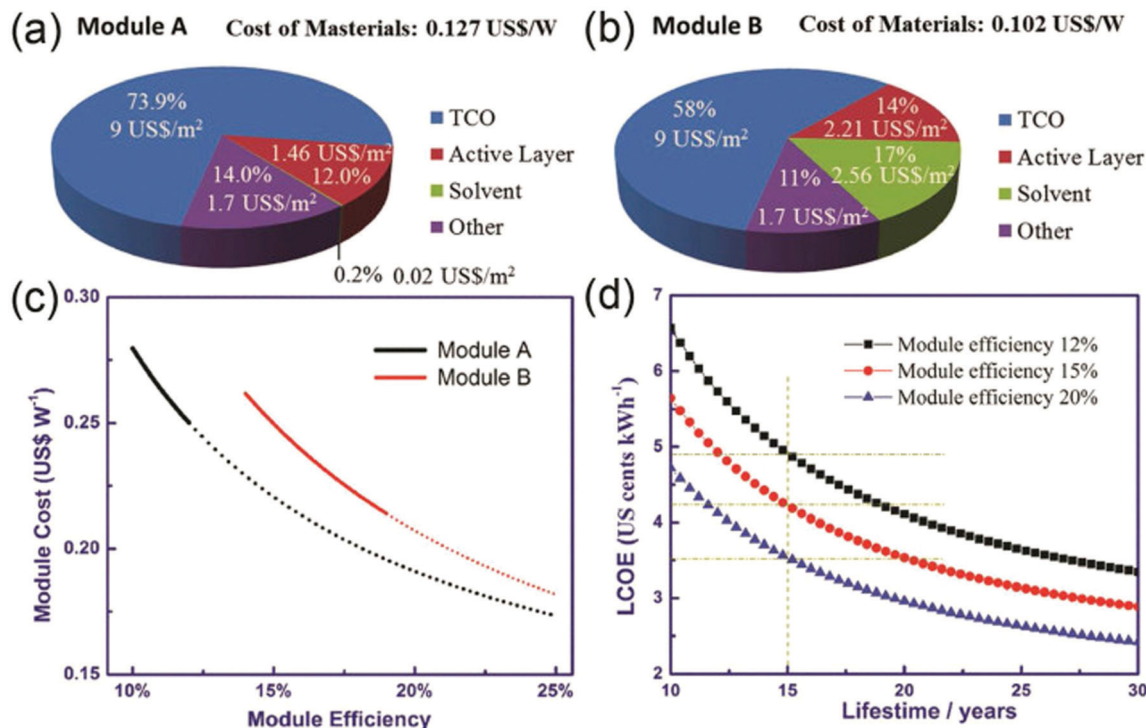 (a) Module A Cost of Masterials: 0.127 US$/W
73.9%
9 US$/m²
1.46 US$/m²
12.0%
14.0%
1.7 US$/m²
0.2% 0.02 US$/m²
TCO
Active Layer
Solvent
Other
(b) Module B Cost of Materials: 0.102 US$/W
58%
9 US$/m²
14%
2.21 US$/m²
17%
2.56 US$/m²
11%
1.7 US$/m²
TCO
Active Layer
Solvent
Other
(c)
Module Cost (US$ W⁻¹)
0.30
0.25
0.20
0.15
Module A
Module B
10% 15% 20% 25%
Module Efficiency
(d)
LCOE (US cents kWh⁻¹)
7
6
5
4
3
2
Module efficiency 12%
Module efficiency 15%
Module efficiency 20%
10 15 20 25 30
Lifestime / years